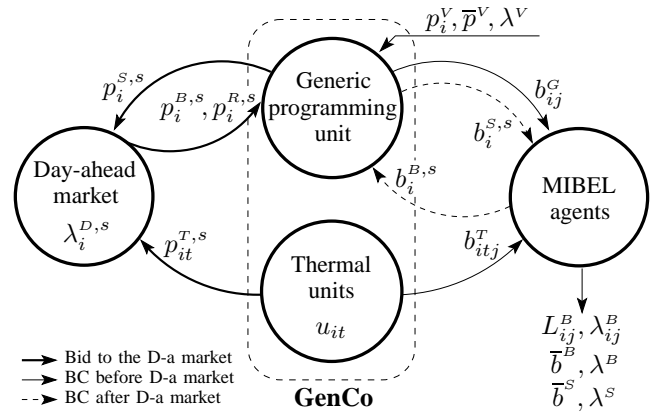 p_i^V, p̅^V, λ^V
Generic
programming
unit
p_i^{S,s}
p_i^{B,s}, p_i^{R,s}
b_{ij}^G
b_i^{S,s}
b_i^{B,s}
Day-ahead
market
λ_i^{D,s}
MIBEL
agents
p_{it}^{T,s}
b_{itj}^T
Thermal
units
u_{it}
L_{ij}^B, λ_{ij}^B
b̅^B, λ^B
b̅^S, λ^S
Bid to the D-a market
BC before D-a market
BC after D-a market
GenCo